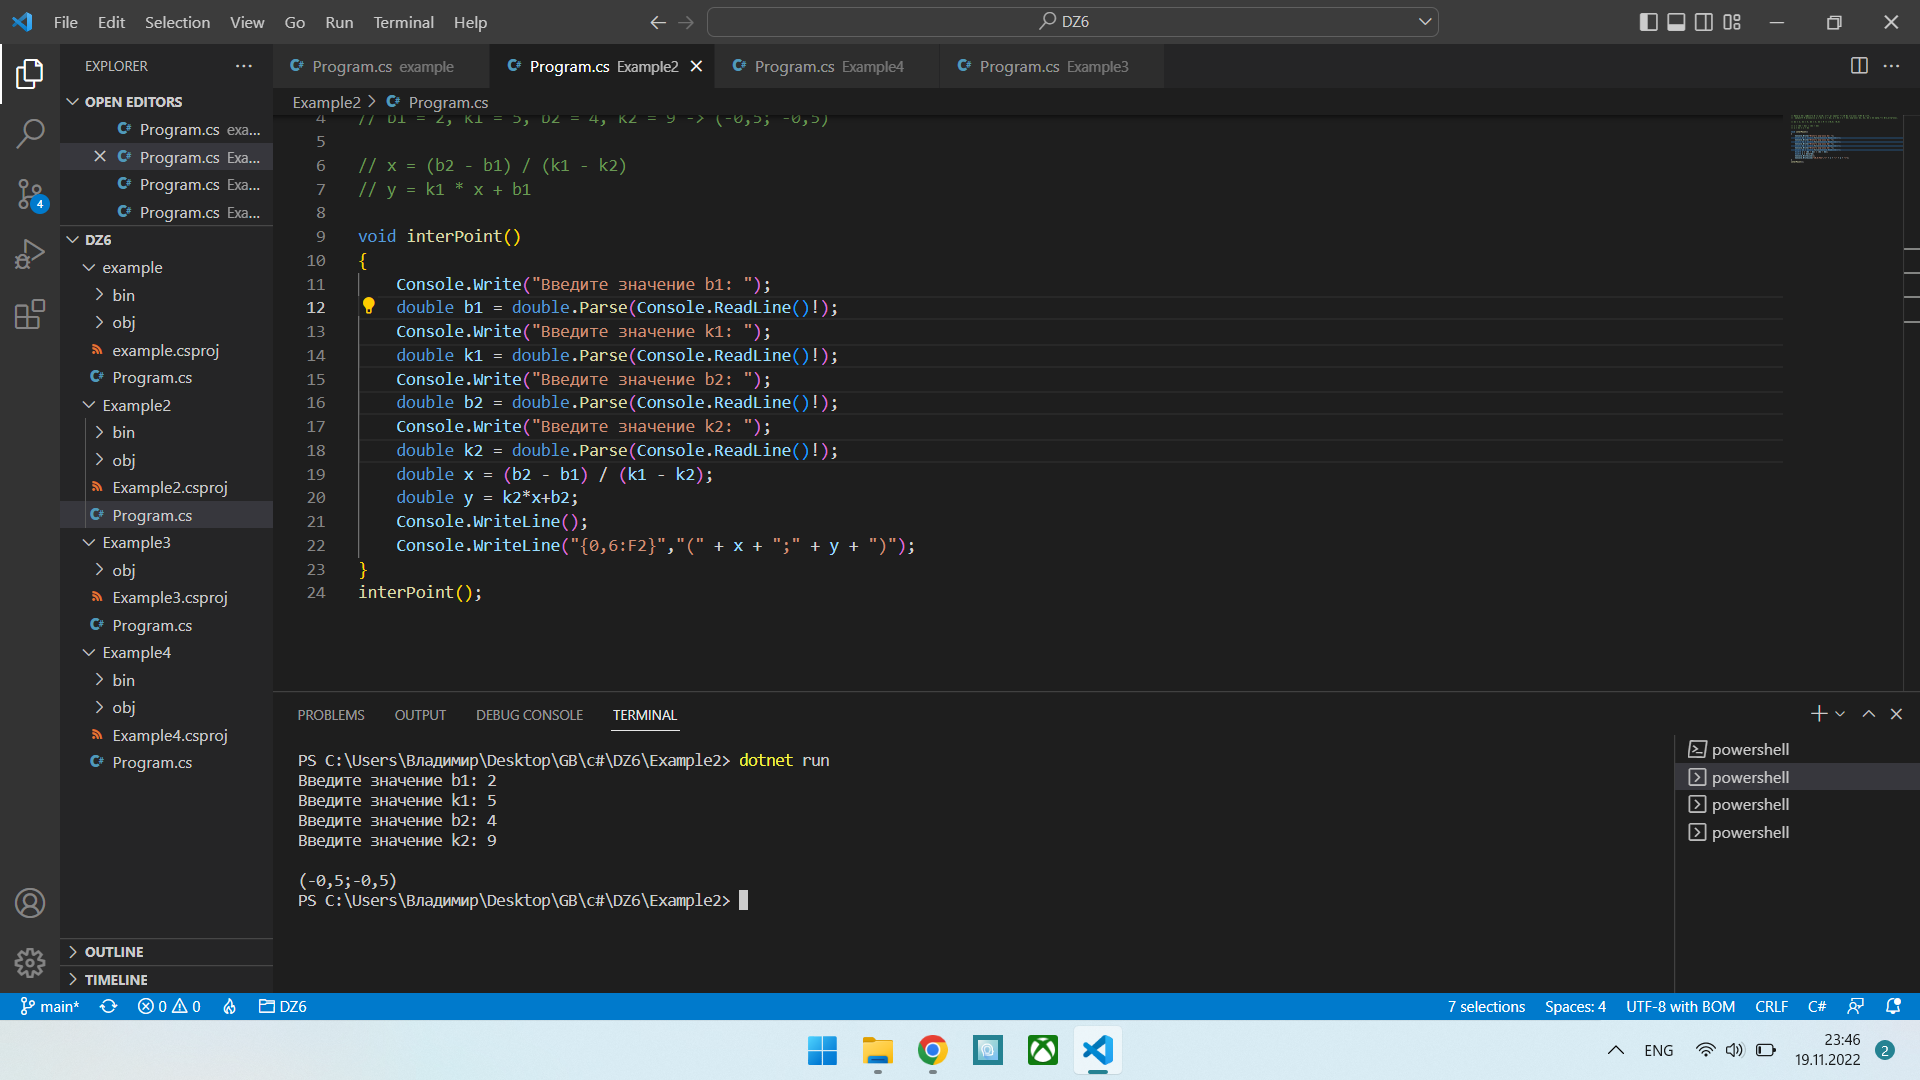 File Edit Selection View Go Run Terminal Help
DZ6
EXPLORER
Program.cs example
Program.cs Example2
Program.cs Example4
Program.cs Example3
OPEN EDITORS
Program.cs exa...
Program.cs Exa...
Program.cs Exa...
Program.cs Exa...
DZ6
example
bin
obj
example.csproj
Program.cs
Example2
bin
obj
Example2.csproj
Program.cs
Example3
obj
Example3.csproj
Program.cs
Example4
bin
obj
Example4.csproj
Program.cs
OUTLINE
TIMELINE
4
Example2 > Program.cs
4 // b1 = 2, k1 = 5, b2 = 4, k2 = 9 -> (-0,5; -0,5)
5
6 // x = (b2 - b1) / (k1 - k2)
7 // y = k1 * x + b1
8
9 void interPoint()
10 {
11 Console.Write("Введите значение b1: ");
12 double b1 = double.Parse(Console.ReadLine()!);
13 Console.Write("Введите значение k1: ");
14 double k1 = double.Parse(Console.ReadLine()!);
15 Console.Write("Введите значение b2: ");
16 double b2 = double.Parse(Console.ReadLine()!);
17 Console.Write("Введите значение k2: ");
18 double k2 = double.Parse(Console.ReadLine()!);
19 double x = (b2 - b1) / (k1 - k2);
20 double y = k2*x+b2;
21 Console.WriteLine();
22 Console.WriteLine("{0,6:F2}","(" + x + ";" + y + ")");
23 }
24 interPoint();
PROBLEMS OUTPUT DEBUG CONSOLE TERMINAL
PS C:\Users\Владимир\Desktop\GB\c#\DZ6\Example2> dotnet run
Введите значение b1: 2
Введите значение k1: 5
Введите значение b2: 4
Введите значение k2: 9
(-0,5;-0,5)
PS C:\Users\Владимир\Desktop\GB\c#\DZ6\Example2>
powershell
powershell
powershell
powershell
main* 0 0 DZ6
7 selections Spaces: 4 UTF-8 with BOM CRLF C#
ENG
23:46
19.11.2022
2